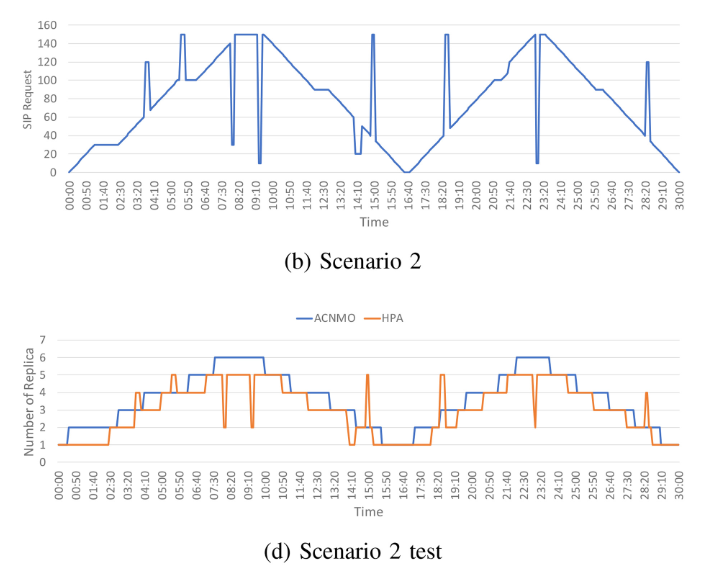 160
140
120
100
80
60
40
20
0
SIP Request
00:00 00:50 01:40 02:30 03:20 04:10 05:00 05:50 06:40 07:30 08:20 09:10 10:00 10:50 11:40 12:30 13:20 14:10 15:00 15:50 16:40 17:30 18:20 19:10 20:00 20:50 21:40 22:30 23:20 24:10 25:00 25:50 26:40 27:30 28:20 29:10 30:00
Time
(b) Scenario 2
ACNMO HPA
7
6
5
4
3
2
1
0
Number of Replica
00:00 00:50 01:40 02:30 03:20 04:10 05:00 05:50 06:40 07:30 08:20 09:10 10:00 10:50 11:40 12:30 13:20 14:10 15:00 15:50 16:40 17:30 18:20 19:10 20:00 20:50 21:40 22:30 23:20 24:10 25:00 25:50 26:40 27:30 28:20 29:10 30:00
Time
(d) Scenario 2 test